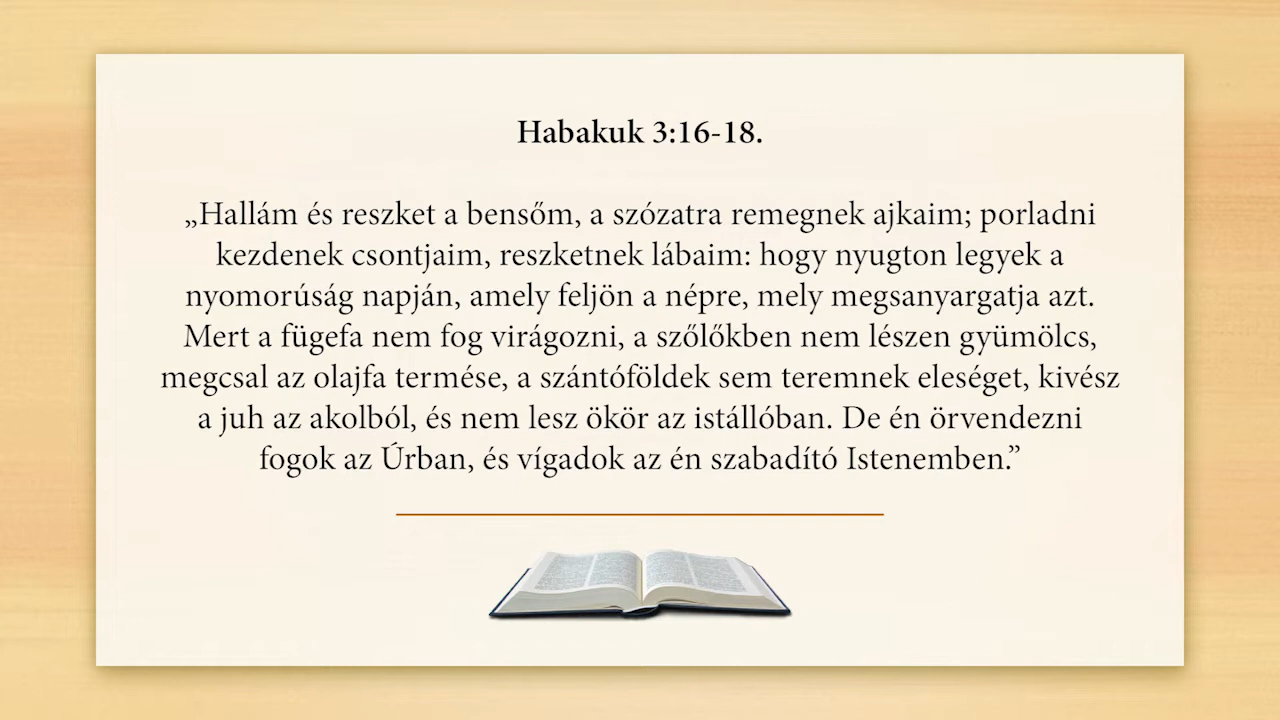 Habakuk 3:16-18.
„Hallám és reszket a bensőm, a szózatra remegnek ajkaim; porladni
kezdenek csontjaim, reszketnek lábaim: hogy nyugton legyek a
nyomorúság napján, amely feljön a népre, mely megsanyargatja azt.
Mert a fügefa nem fog virágozni, a szőlőkben nem lészen gyümölcs,
megcsal az olajfa termése, a szántóföldek sem teremnek eleséget, kivész
a juh az akolból, és nem lesz ökör az istállóban. De én örvendezni
fogok az Úrban, és vígadok az én szabadító Istenemben.”